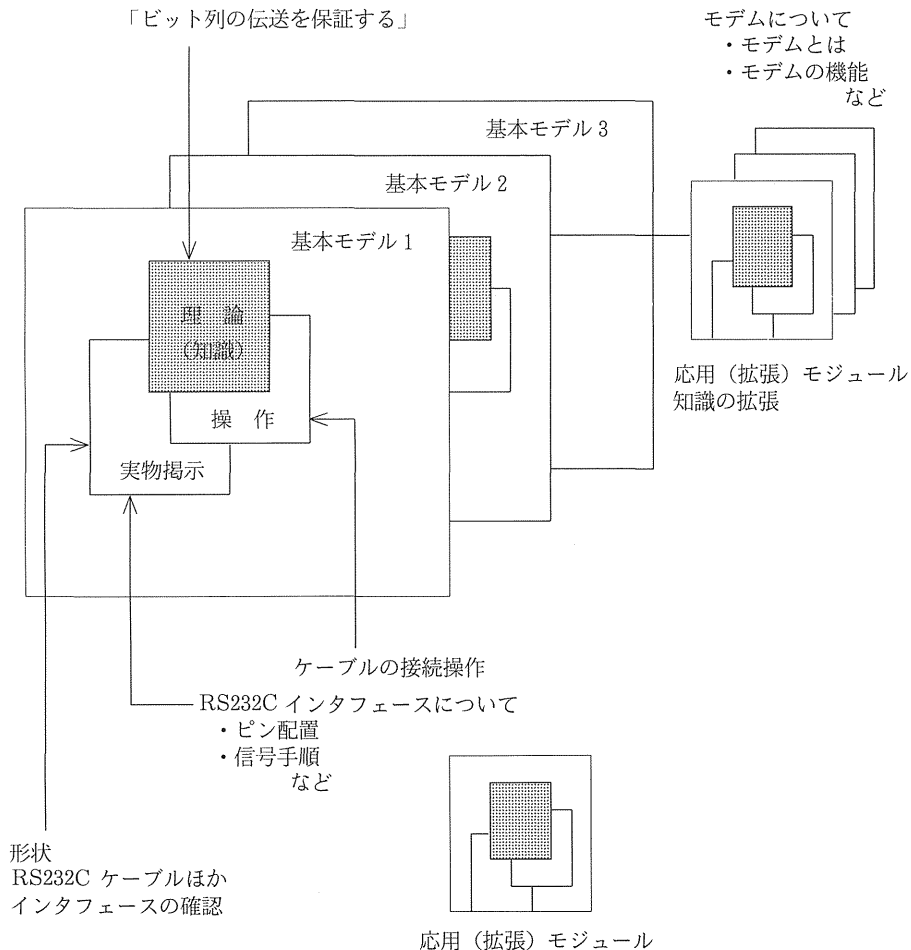 「ビット列の伝送を保証する」
モデムについて
・モデムとは
・モデムの機能
など
基本モデル3
基本モデル2
基本モデル1
理 論
(知識)
操 作
実物掲示
応用（拡張）モジュール
知識の拡張
ケーブルの接続操作
RS232C インタフェースについて
・ピン配置
・信号手順
など
形状
RS232C ケーブルほか
インタフェースの確認
応用（拡張）モジュール